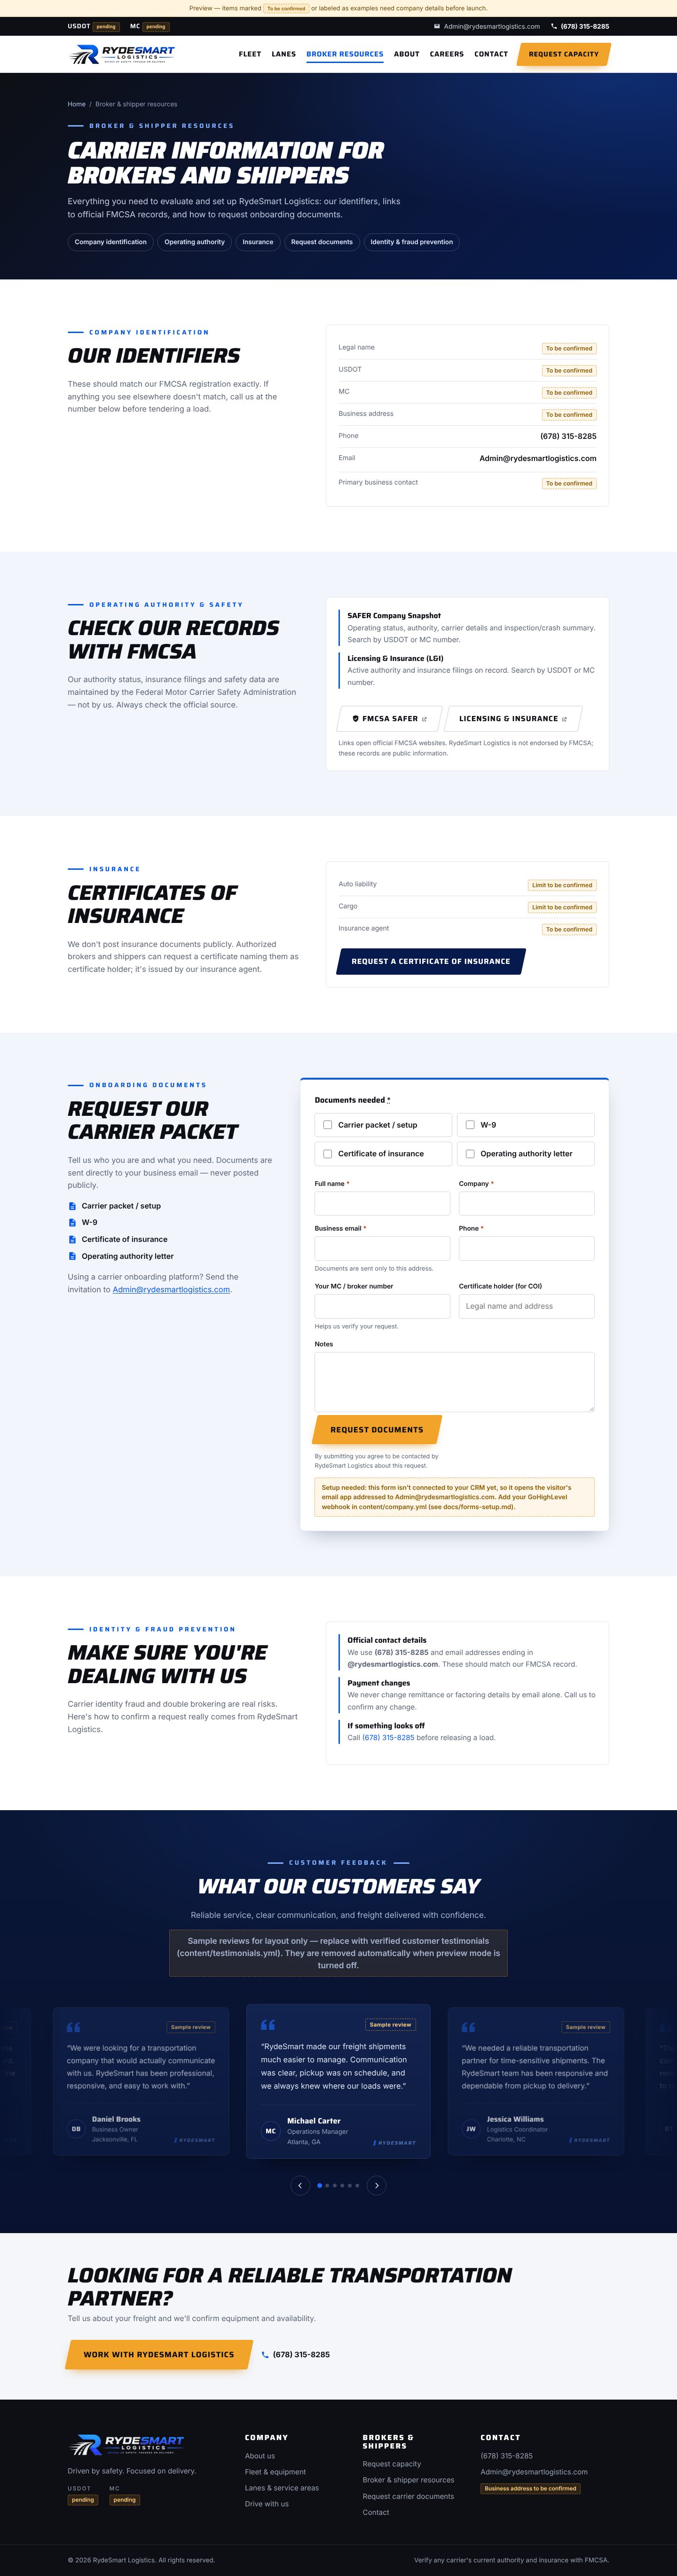 Preview — items marked To be confirmed or labeled as examples need company details before launch.
USDOT pending MC pending Admin@rydesmartlogistics.com (678) 315-8285
RYDESMART
LOGISTICS
FLEET LANES BROKER RESOURCES ABOUT CAREERS CONTACT REQUEST CAPACITY
Home / Broker & shipper resources
BROKER & SHIPPER RESOURCES
CARRIER INFORMATION FOR
BROKERS AND SHIPPERS
Everything you need to evaluate and set up RydeSmart Logistics: our identifiers, links
to official FMCSA records, and how to request onboarding documents.
Company identification Operating authority Insurance Request documents Identity & fraud prevention
COMPANY IDENTIFICATION
OUR IDENTIFIERS
These should match our FMCSA registration exactly. If
anything you see elsewhere doesn't match, call us at the
number below before tendering a load.
Legal name To be confirmed
USDOT To be confirmed
MC To be confirmed
Business address To be confirmed
Phone (678) 315-8285
Email Admin@rydesmartlogistics.com
Primary business contact To be confirmed
OPERATING AUTHORITY & SAFETY
CHECK OUR RECORDS
WITH FMCSA
Our authority status, insurance filings and safety data are
maintained by the Federal Motor Carrier Safety Administration
— not by us. Always check the official source.
SAFER Company Snapshot
Operating status, authority, carrier details and inspection/crash summary.
Search by USDOT or MC number.
Licensing & Insurance (L&I)
Active authority and insurance filings on record. Search by USDOT or MC
number.
FMCSA SAFER LICENSING & INSURANCE
Links open official FMCSA websites. RydeSmart Logistics is not endorsed by FMCSA;
these records are public information.
INSURANCE
CERTIFICATES OF
INSURANCE
We don't post insurance documents publicly. Authorized
brokers and shippers can request a certificate naming them as
certificate holder; it's issued by our insurance agent.
Auto liability Limit to be confirmed
Cargo Limit to be confirmed
Insurance agent To be confirmed
REQUEST A CERTIFICATE OF INSURANCE
ONBOARDING DOCUMENTS
REQUEST OUR
CARRIER PACKET
Tell us who you are and what you need. Documents are
sent directly to your business email — never posted
publicly.
Carrier packet / setup
W-9
Certificate of insurance
Operating authority letter
Using a carrier onboarding platform? Send the
invitation to Admin@rydesmartlogistics.com.
Documents needed *
Carrier packet / setup W-9
Certificate of insurance Operating authority letter
Full name * Company *
Business email * Phone *
Documents are sent only to this address.
Your MC / broker number Certificate holder (for COI)
Legal name and address
Helps us verify your request.
Notes
REQUEST DOCUMENTS
By submitting you agree to be contacted by
RydeSmart Logistics about this request.
Setup needed: this form isn't connected to your CRM yet, so it opens the visitor's
email app addressed to Admin@rydesmartlogistics.com. Add your GoHighLevel
webhook in content/company.yml (see docs/forms-setup.md).
IDENTITY & FRAUD PREVENTION
MAKE SURE YOU'RE
DEALING WITH US
Carrier identity fraud and double brokering are real risks.
Here's how to confirm a request really comes from RydeSmart
Logistics.
Official contact details
We use (678) 315-8285 and email addresses ending in
@rydesmartlogistics.com. These should match our FMCSA record.
Payment changes
We never change remittance or factoring details by email alone. Call us to
confirm any change.
If something looks off
Call (678) 315-8285 before releasing a load.
CUSTOMER FEEDBACK
WHAT OUR CUSTOMERS SAY
Reliable service, clear communication, and freight delivered with confidence.
Sample reviews for layout only — replace with verified customer testimonials
(content/testimonials.yml). They are removed automatically when preview mode is
turned off.
Sample review
"We were looking for a transportation
company that would actually communicate
with us. RydeSmart has been professional,
responsive, and easy to work with."
DB Daniel Brooks
Business Owner
Jacksonville, FL
RYDESMART
Sample review
"RydeSmart made our freight shipments
much easier to manage. Communication
was clear, pickup was on schedule, and
we always knew where our loads were."
MC Michael Carter
Operations Manager
Atlanta, GA
RYDESMART
Sample review
"We needed a reliable transportation
partner for time-sensitive shipments. The
RydeSmart team has been responsive and
dependable from pickup to delivery."
JW Jessica Williams
Logistics Coordinator
Charlotte, NC
RYDESMART
LOOKING FOR A RELIABLE TRANSPORTATION
PARTNER?
Tell us about your freight and we'll confirm equipment and availability.
WORK WITH RYDESMART LOGISTICS (678) 315-8285
RYDESMART
LOGISTICS
Driven by safety. Focused on delivery.
USDOT MC
pending pending
COMPANY
About us
Fleet & equipment
Lanes & service areas
Drive with us
BROKERS &
SHIPPERS
Request capacity
Broker & shipper resources
Request carrier documents
Contact
CONTACT
(678) 315-8285
Admin@rydesmartlogistics.com
Business address to be confirmed
© 2026 RydeSmart Logistics. All rights reserved. Verify any carrier's current authority and insurance with FMCSA.